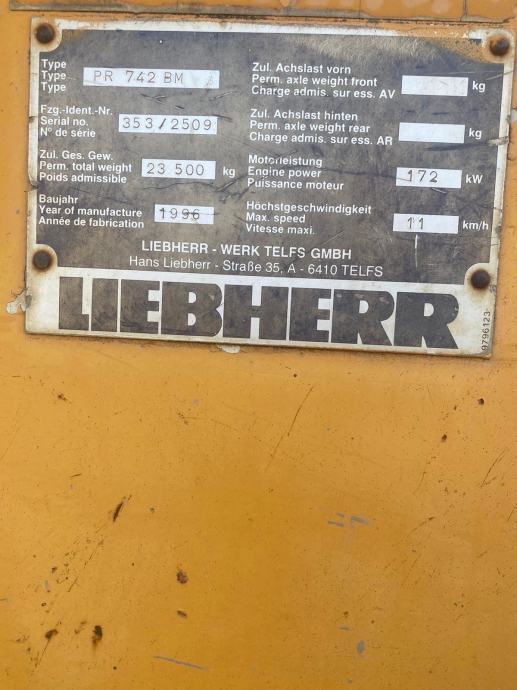 Type
Type PR 742 BM
Type
Fzg.-Ident.-Nr.
Serial no. 353/2509
N° de série
Zul. Ges. Gew.
Perm. total weight 23 500 kg
Poids admissible
Baujahr
Year of manufacture 1996
Année de fabrication
Zul. Achslast vorn
Perm. axle weight front kg
Charge admis. sur ess. AV
Zul. Achslast hinten
Perm. axle weight rear kg
Charge admis. sur ess. AR
Motorleistung
Engine power 172 kW
Puissance moteur
Höchstgeschwindigkeit
Max. speed 11 km/h
Vitesse maxi.
LIEBHERR - WERK TELFS GMBH
Hans Liebherr - Straße 35, A - 6410 TELFS
LIEBHERR
9796123